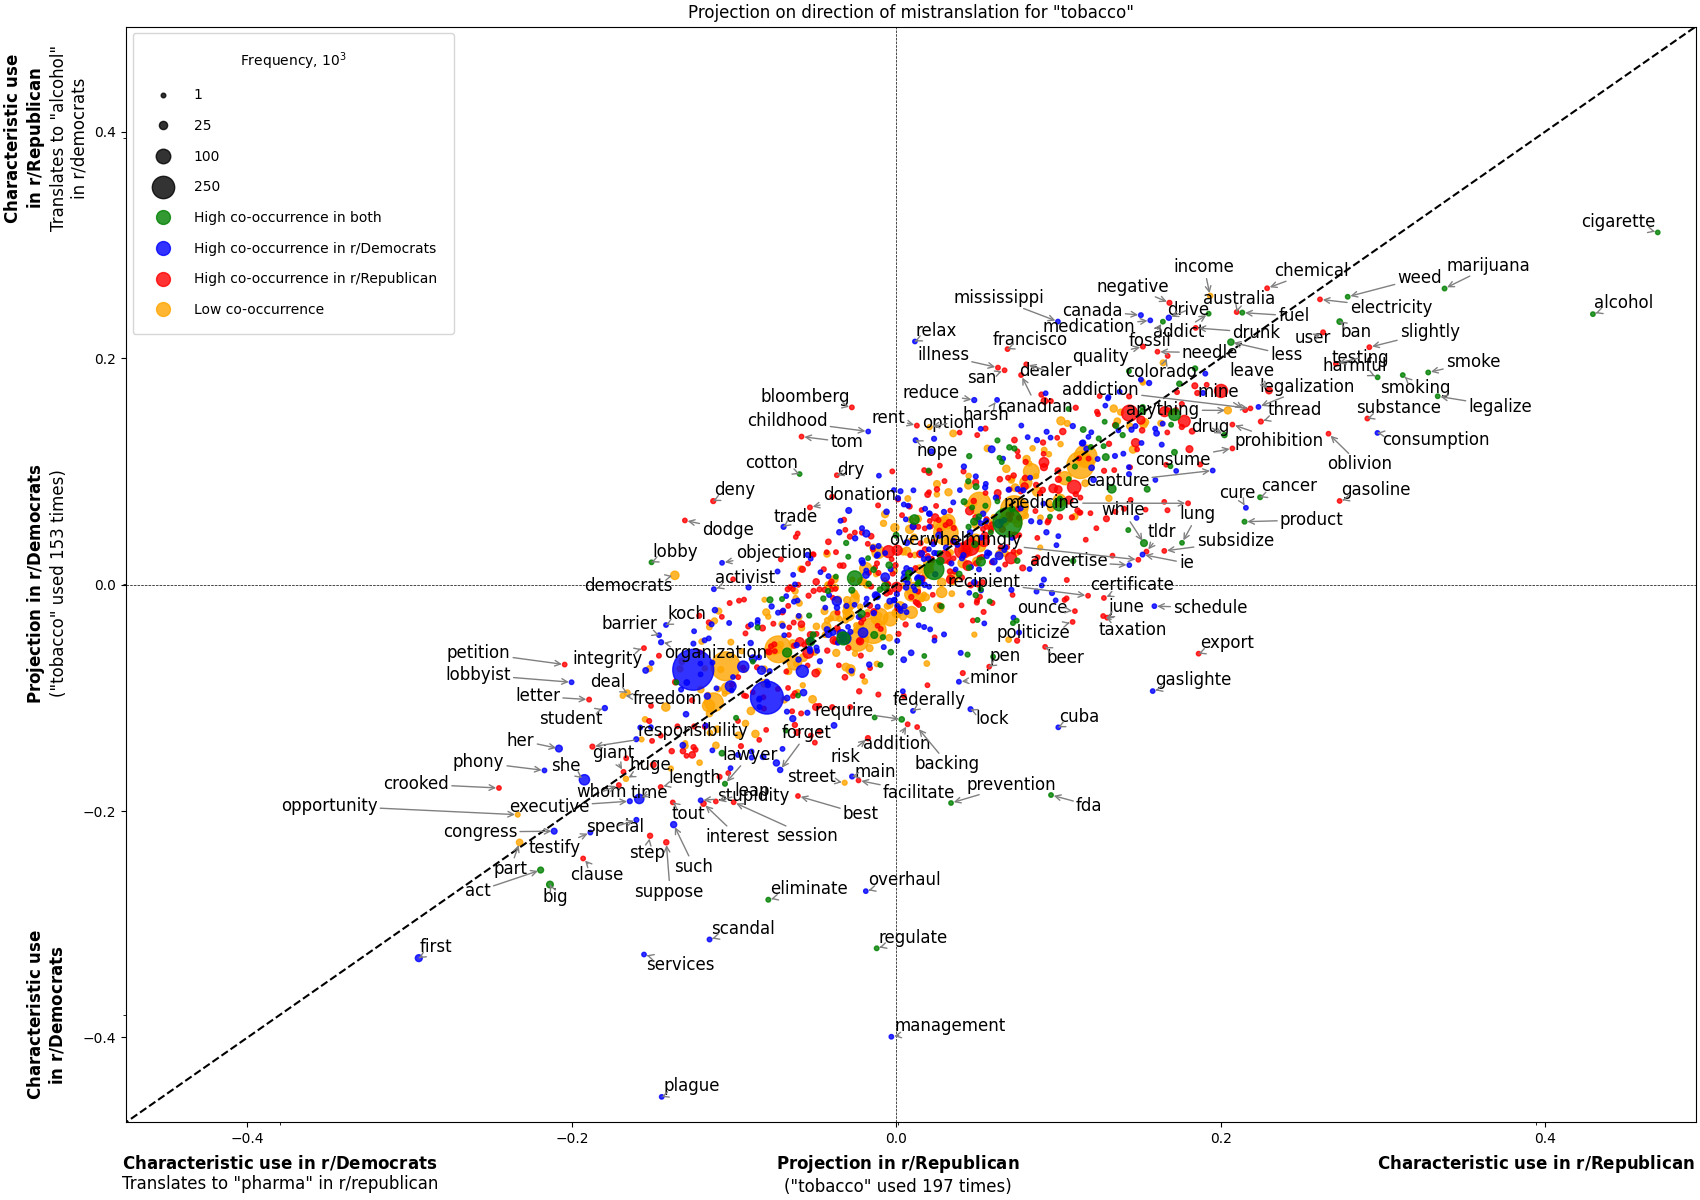 Projection on direction of mistranslation for "tobacco"
Characteristic use
in r/Republican
Translates to "alcohol"
in r/democrats
Projection in r/Democrats
("tobacco" used 153 times)
Characteristic use
in r/Democrats
Frequency, 10³
1
25
100
250
High co-occurrence in both
High co-occurrence in r/Democrats
High co-occurrence in r/Republican
Low co-occurrence
0.4
0.2
0.0
−0.2
−0.4
cigarette
income
chemical
weed
marijuana
negative
mississippi
australia
electricity
alcohol
canada
drive
fuel
medication
addict
drunk
user
ban
slightly
relax
francisco
fossil
illness
quality
needle
less
testing
harmful
smoke
san
dealer
colorado
leave
bloomberg
reduce
addiction
mine
legalization
smoking
childhood
rent
option
harsh
canadian
anything
thread
substance
legalize
tom
nope
drug
prohibition
consumption
cotton
dry
consume
oblivion
deny
donation
capture
cure
cancer
gasoline
dodge
trade
medicine
while
lung
product
lobby
objection
overwhelmingly
tldr
subsidize
democrats
activist
advertise
ie
recipient
certificate
koch
ounce
june
schedule
barrier
politicize
taxation
petition
integrity
organization
pen
beer
export
lobbyist
deal
minor
gaslighte
letter
freedom
federally
student
require
lock
cuba
her
responsibility
forget
addition
phony
giant
she
huge
lawyer
risk
backing
crooked
length
street
main
prevention
opportunity
whom
time
leap
facilitate
executive
stupidity
fda
congress
special
tout
best
testify
interest
session
part
step
such
act
clause
suppose
big
eliminate
overhaul
first
scandal
regulate
services
management
plague
−0.4
−0.2
0.0
0.2
0.4
Characteristic use in r/Democrats
Translates to "pharma" in r/republican
Projection in r/Republican
("tobacco" used 197 times)
Characteristic use in r/Republican